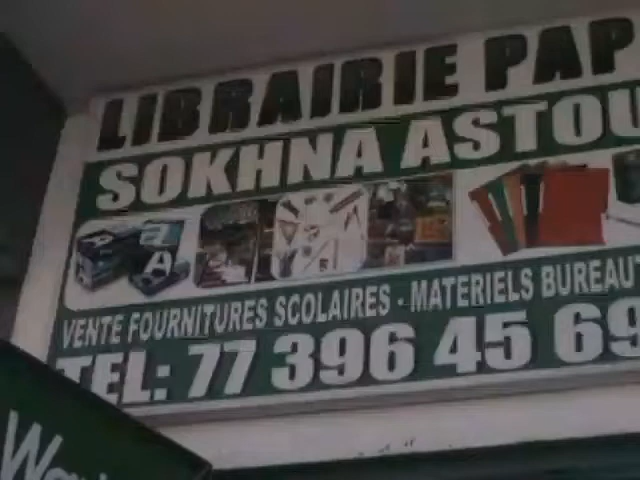 LIBRAIRIE PAP
SOKHNA ASTOU
A a
A
VENTE FOURNITURES SCOLAIRES - MATERIELS BUREAUT
TEL: 77 396 45 69